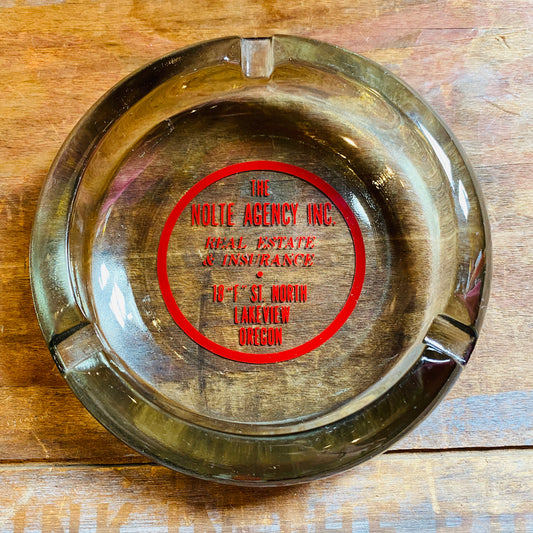 THE
NOLTE AGENCY INC.
REAL ESTATE
& INSURANCE
•
18 "F" ST. NORTH
LAKEVIEW
OREGON